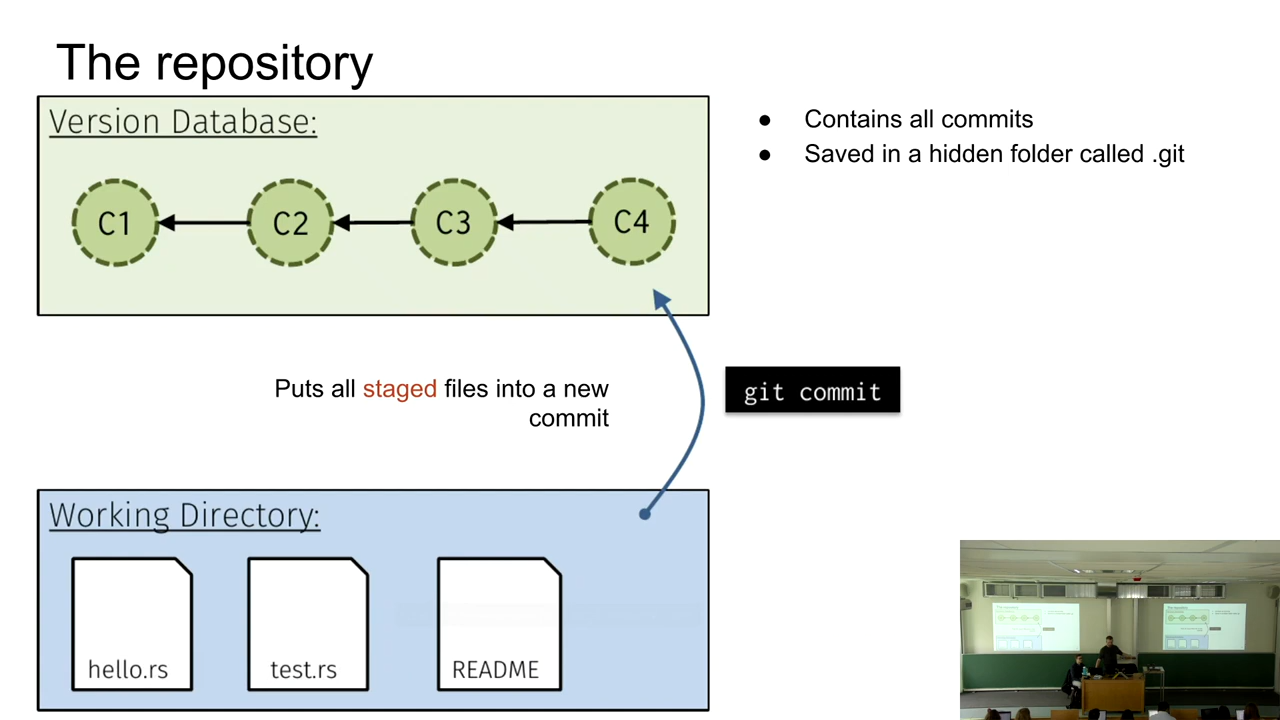 The repository
Version Database:
C1
C2
C3
C4
● Contains all commits
● Saved in a hidden folder called .git
Puts all staged files into a new
commit
git commit
Working Directory:
hello.rs
test.rs
README